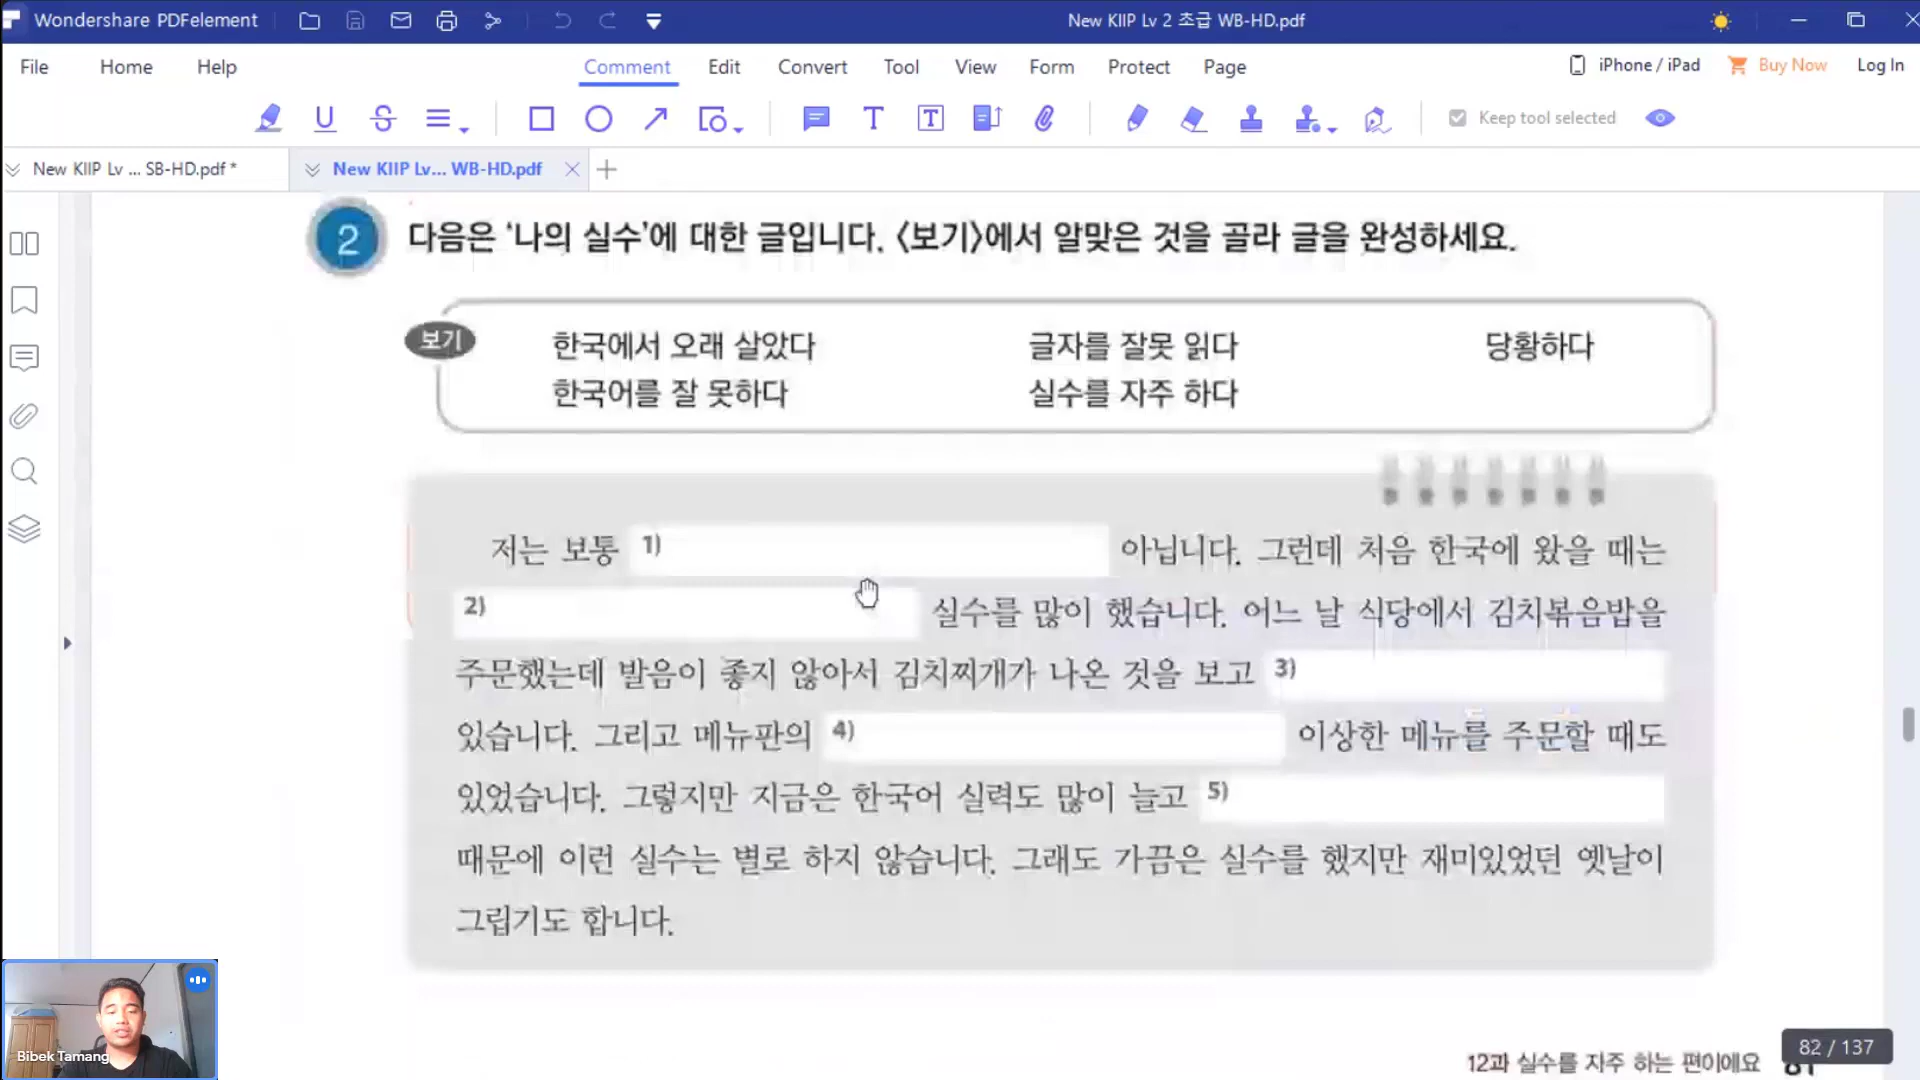 Wondershare PDFelement
New KIIP Lv 2 초급 WB-HD.pdf
File Home Help Comment Edit Convert Tool View Form Protect Page iPhone / iPad Buy Now Log In
Keep tool selected
New KIIP Lv ... SB-HD.pdf *
New KIIP Lv... WB-HD.pdf
2 다음은 ‘나의 실수’에 대한 글입니다. 〈보기〉에서 알맞은 것을 골라 글을 완성하세요.
보기 한국에서 오래 살았다 글자를 잘못 읽다 당황하다
한국어를 잘 못하다 실수를 자주 하다
저는 보통 1) 아닙니다. 그런데 처음 한국에 왔을 때는
2) 실수를 많이 했습니다. 어느 날 식당에서 김치볶음밥을
주문했는데 발음이 좋지 않아서 김치찌개가 나온 것을 보고 3)
있습니다. 그리고 메뉴판의 4) 이상한 메뉴를 주문할 때도
있었습니다. 그렇지만 지금은 한국어 실력도 많이 늘고 5)
때문에 이런 실수는 별로 하지 않습니다. 그래도 가끔은 실수를 했지만 재미있었던 옛날이
그립기도 합니다.
Bibek Tamang
12과 실수를 자주 하는 편이에요
82 / 137